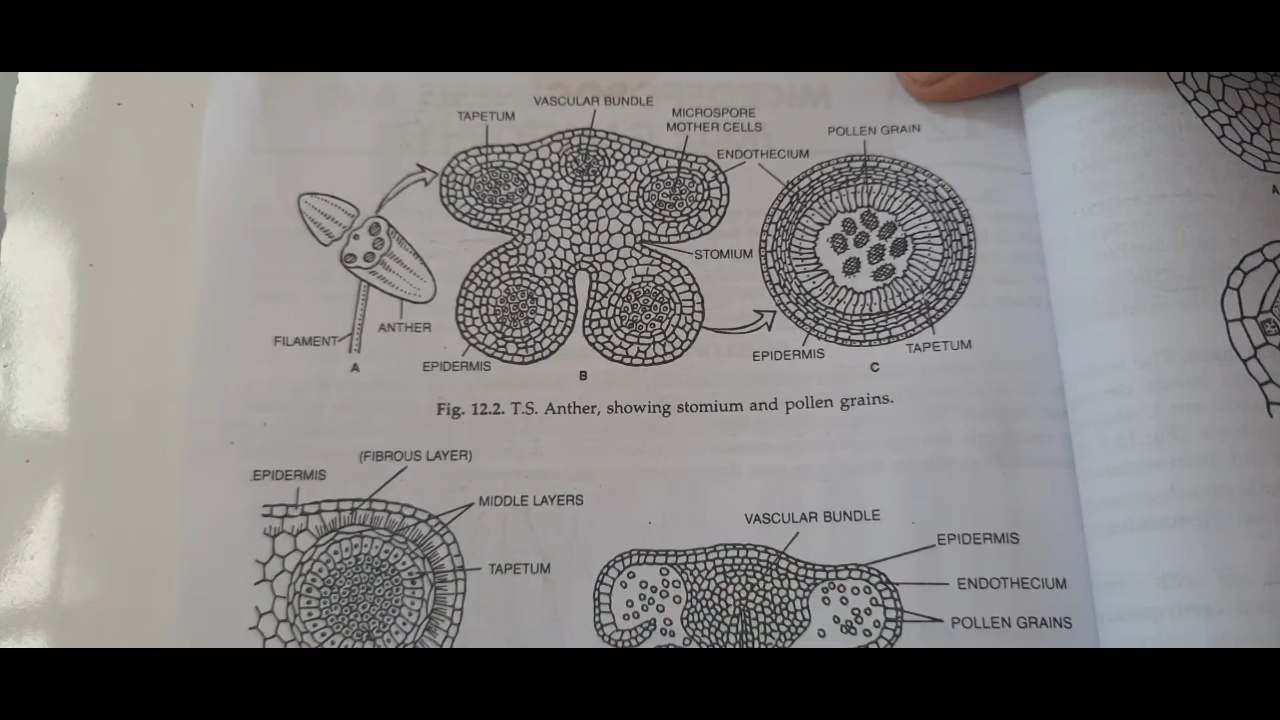 VASCULAR BUNDLE
TAPETUM
MICROSPORE
MOTHER CELLS
POLLEN GRAIN
ENDOTHECIUM
STOMIUM
ANTHER
FILAMENT
EPIDERMIS
EPIDERMIS
TAPETUM
A
B
C
Fig. 12.2. T.S. Anther, showing stomium and pollen grains.
(FIBROUS LAYER)
EPIDERMIS
MIDDLE LAYERS
TAPETUM
VASCULAR BUNDLE
EPIDERMIS
ENDOTHECIUM
POLLEN GRAINS